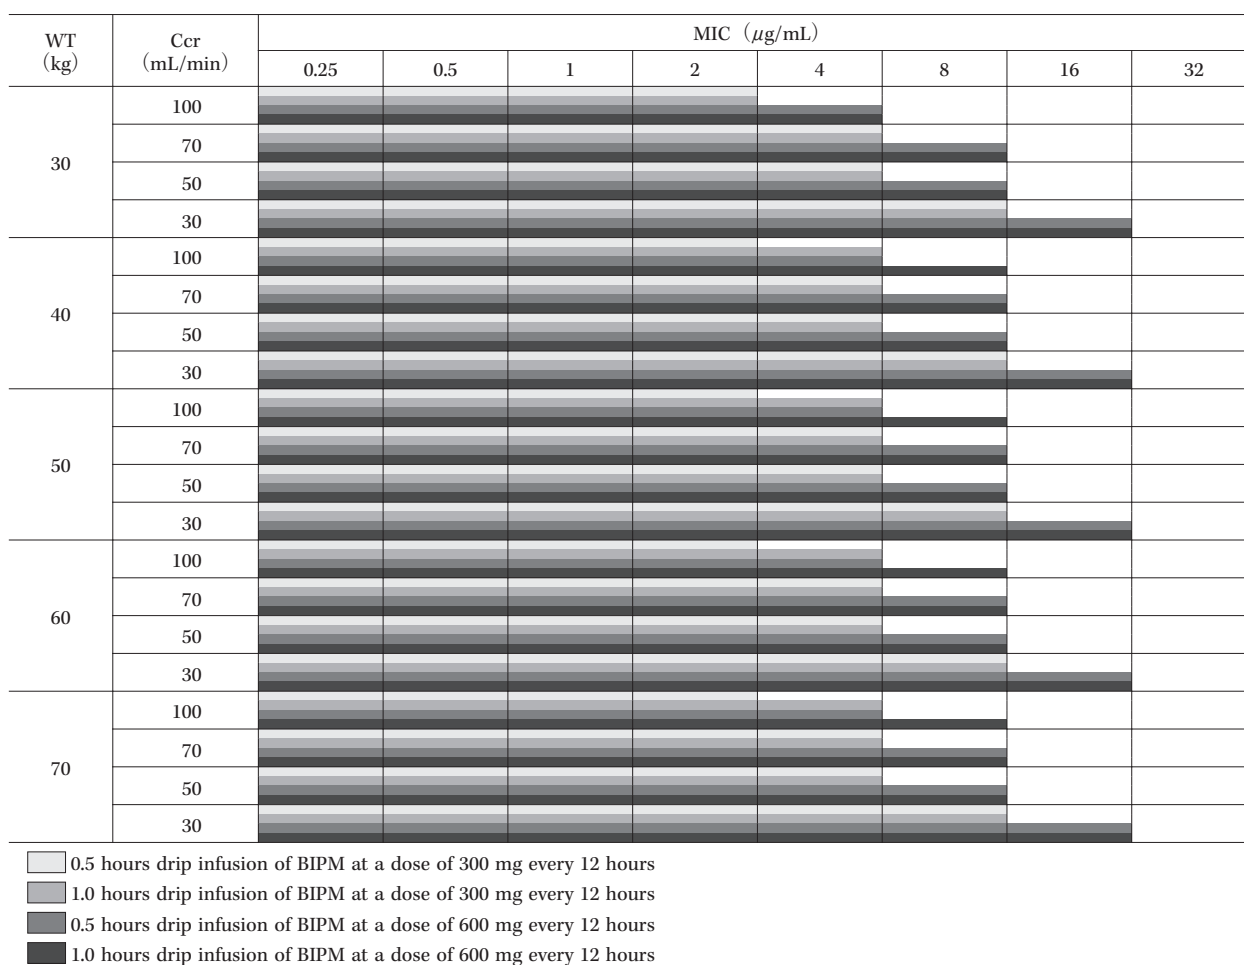 WT
(kg)
Ccr
(mL/min)
MIC (μg/mL)
0.25 0.5 1 2 4 8 16 32
30
100
70
50
30
40
100
70
50
30
50
100
70
50
30
60
100
70
50
30
70
100
70
50
30
0.5 hours drip infusion of BIPM at a dose of 300 mg every 12 hours
1.0 hours drip infusion of BIPM at a dose of 300 mg every 12 hours
0.5 hours drip infusion of BIPM at a dose of 600 mg every 12 hours
1.0 hours drip infusion of BIPM at a dose of 600 mg every 12 hours